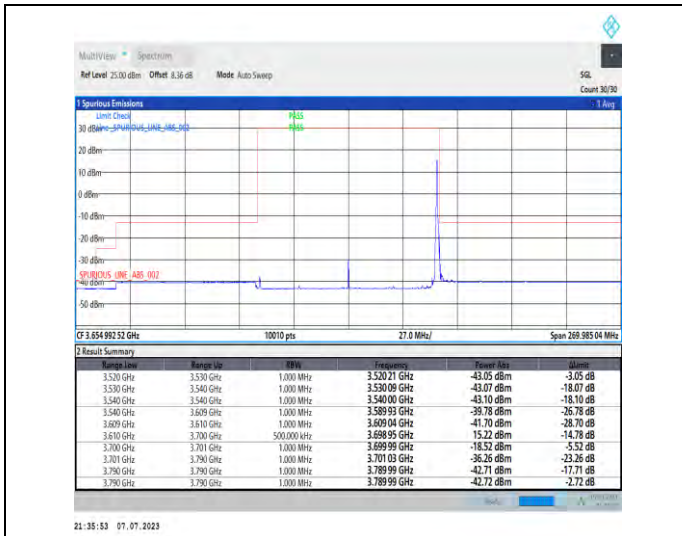 MultiView Spectrum
Ref Level 25.00 dBm Offset 8.36 dB Mode Auto Sweep SGL
Count 30/30
1 Spurious Emissions 1 Avg
Limit Check PASS
30 dBm Line _SPURIOUS_LINE_ABS_002 PASS
20 dBm
10 dBm
0 dBm
-10 dBm
-20 dBm
-30 dBm
_SPURIOUS_LINE_ABS_002
-40 dBm
-50 dBm
CF 3.654 992 52 GHz 10010 pts 27.0 MHz/ Span 269.985 04 MHz
2 Result Summary
Range Low Range Up RBW Frequency Power Abs ΔLimit
3.520 GHz 3.530 GHz 1.000 MHz 3.520 21 GHz -43.05 dBm -3.05 dB
3.530 GHz 3.540 GHz 1.000 MHz 3.530 09 GHz -43.07 dBm -18.07 dB
3.540 GHz 3.540 GHz 1.000 MHz 3.540 00 GHz -43.10 dBm -18.10 dB
3.540 GHz 3.609 GHz 1.000 MHz 3.589 93 GHz -39.78 dBm -26.78 dB
3.609 GHz 3.610 GHz 1.000 MHz 3.609 04 GHz -41.70 dBm -28.70 dB
3.610 GHz 3.700 GHz 500.000 kHz 3.698 95 GHz 15.22 dBm -14.78 dB
3.700 GHz 3.701 GHz 1.000 MHz 3.699 99 GHz -18.52 dBm -5.52 dB
3.701 GHz 3.790 GHz 1.000 MHz 3.701 03 GHz -36.26 dBm -23.26 dB
3.790 GHz 3.790 GHz 1.000 MHz 3.789 99 GHz -42.71 dBm -17.71 dB
3.790 GHz 3.790 GHz 1.000 MHz 3.789 99 GHz -42.72 dBm -2.72 dB
21:35:53 07.07.2023